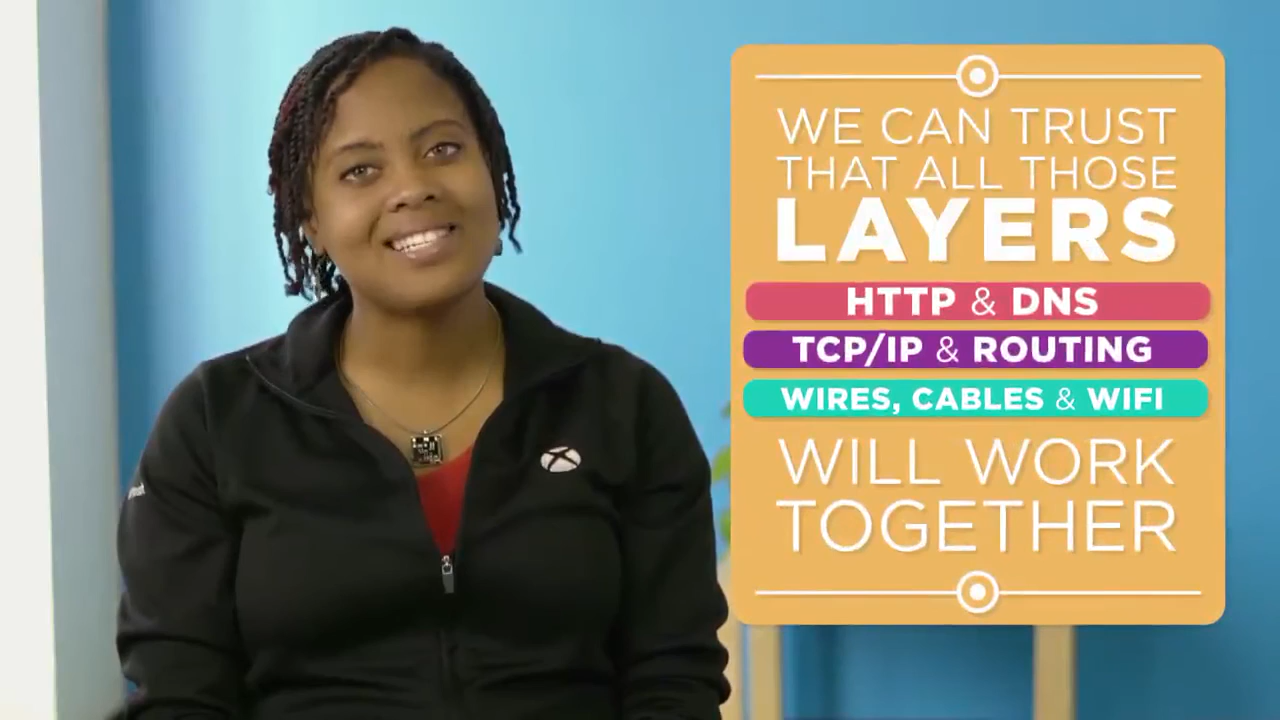 WE CAN TRUST
THAT ALL THOSE
LAYERS
HTTP & DNS
TCP/IP & ROUTING
WIRES, CABLES & WIFI
WILL WORK
TOGETHER